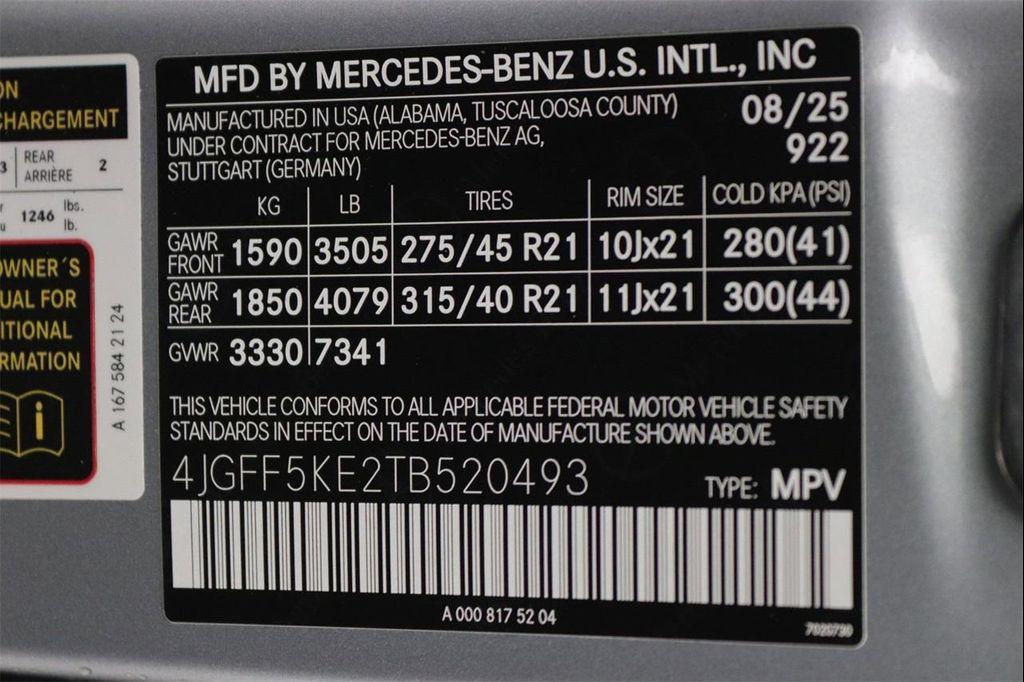 ON
CHARGEMENT
3 REAR ARRIÈRE 2
1246 lbs. lb.
OWNER´S
UAL FOR
ITIONAL
RMATION
A 167 584 21 24
MFD BY MERCEDES-BENZ U.S. INTL., INC
MANUFACTURED IN USA (ALABAMA, TUSCALOOSA COUNTY) 08/25
UNDER CONTRACT FOR MERCEDES-BENZ AG, 922
STUTTGART (GERMANY)
KG LB TIRES RIM SIZE COLD KPA(PSI)
GAWR FRONT 1590 3505 275/45 R21 10Jx21 280(41)
GAWR REAR 1850 4079 315/40 R21 11Jx21 300(44)
GVWR 3330 7341
THIS VEHICLE CONFORMS TO ALL APPLICABLE FEDERAL MOTOR VEHICLE SAFETY
STANDARDS IN EFFECT ON THE DATE OF MANUFACTURE SHOWN ABOVE.
4JGFF5KE2TB520493 TYPE: MPV
A 000 817 52 04
7020730